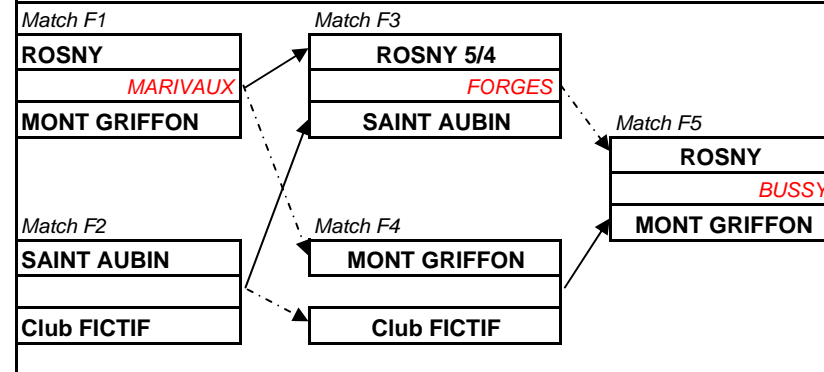 Match F1
ROSNY
MARIVAUX
MONT GRIFFON
Match F2
SAINT AUBIN
Club FICTIF
Match F3
ROSNY 5/4
FORGES
SAINT AUBIN
Match F4
MONT GRIFFON
Club FICTIF
Match F5
ROSNY
BUSSY
MONT GRIFFON